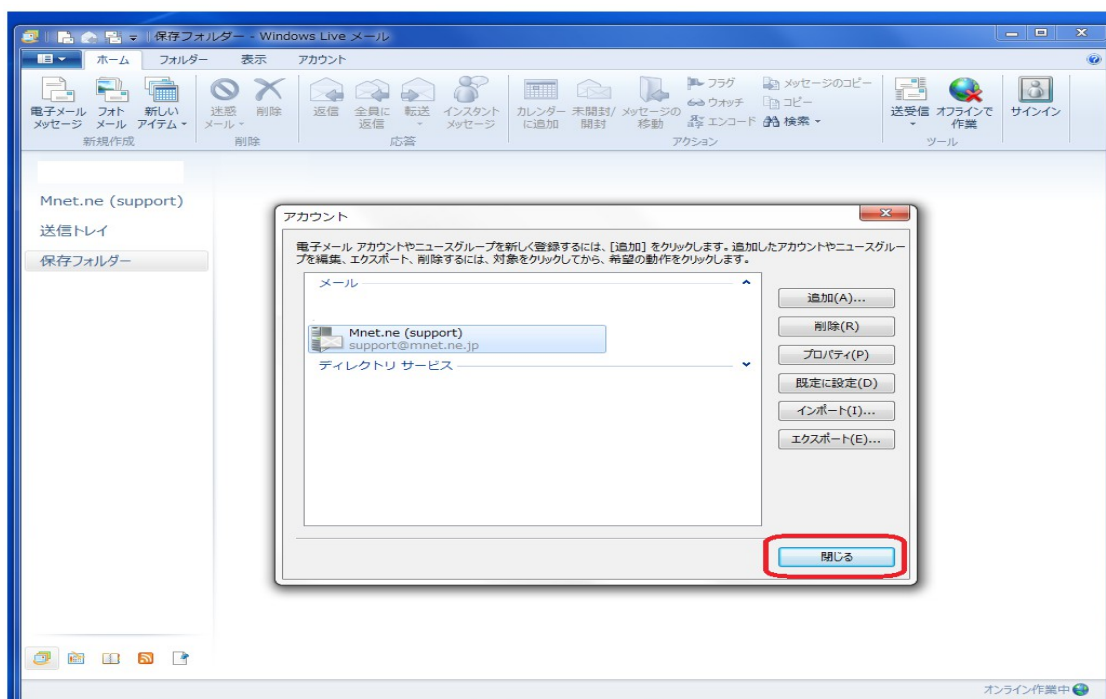 保存フォルダー - Windows Live メール
ホーム フォルダー 表示 アカウント
電子メール メッセージ
フォト メール
新しい アイテム
新規作成
迷惑 メール
削除
削除
返信
全員に 返信
転送
インスタント メッセージ
応答
カレンダー に追加
未開封/ 開封
メッセージの 移動
フラグ
ウォッチ
エンコード
メッセージのコピー
コピー
検索
アクション
送受信
オフラインで 作業
ツール
サインイン
Mnet.ne (support)
送信トレイ
保存フォルダー
アカウント
電子メール アカウントやニュースグループを新しく登録するには、[追加] をクリックします。追加したアカウントやニュースグルー
プを編集、エクスポート、削除するには、対象をクリックしてから、希望の動作をクリックします。
メール
Mnet.ne (support)
support@mnet.ne.jp
ディレクトリ サービス
追加(A)...
削除(R)
プロパティ(P)
既定に設定(D)
インポート(I)...
エクスポート(E)...
閉じる
オンライン作業中